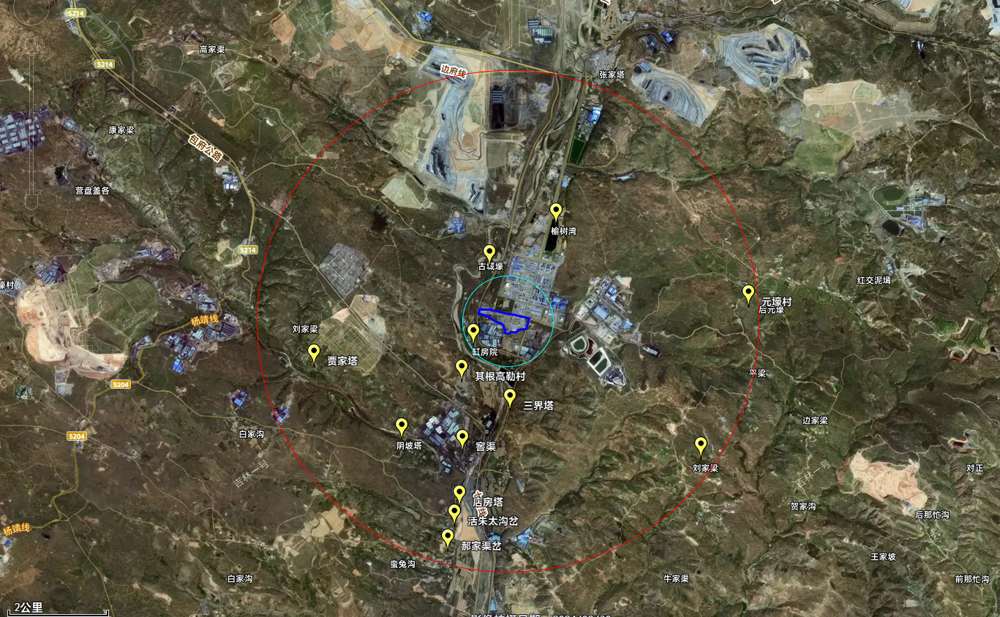 S214
高家渠
S214
边府线
张家塔
康家梁
包府公路
营盘盖各
榆树湾
S214
古城壕
壕村
红交泥墕
元壕村
后元壕
杨靖线
刘家梁
缸房院
贾家塔
其根高勒村
平梁
S204
三界塔
边家梁
S204
白家沟
阴坡塔
窖渠
吉林一号
吉林一号
刘家梁
对正
店房塔
贺家沟
活朱太沟岔
后那忙沟
杨靖线
郝家渠岔
蛮兔沟
王家坡
白家沟
牛家渠
前那忙沟
2公里